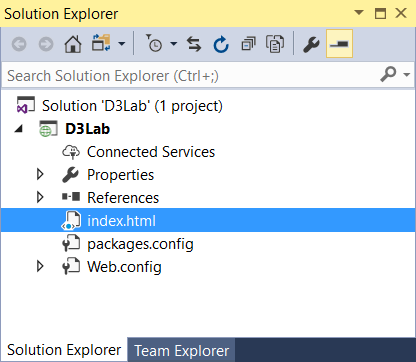 Solution Explorer
Search Solution Explorer (Ctrl+;)
Solution 'D3Lab' (1 project)
D3Lab
Connected Services
Properties
References
index.html
packages.config
Web.config
Solution Explorer Team Explorer